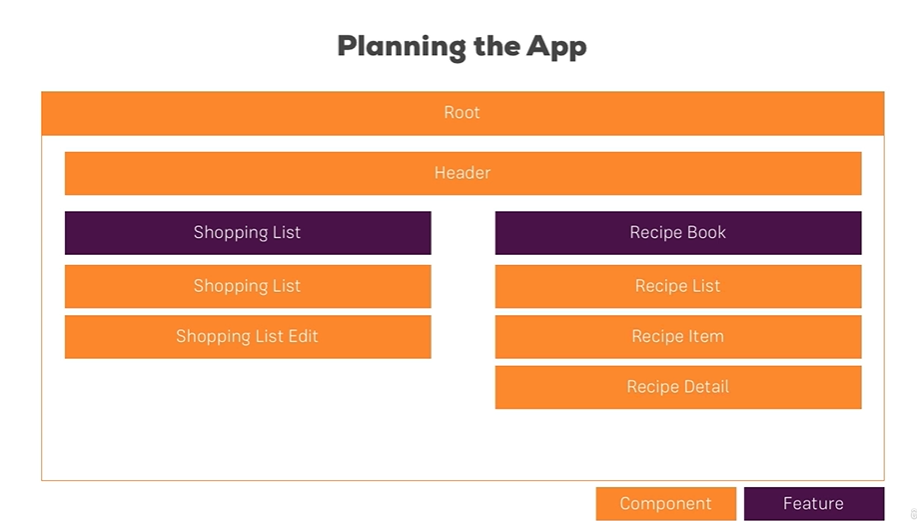 Planning the App
Root
Header
Shopping List
Recipe Book
Shopping List
Recipe List
Shopping List Edit
Recipe Item
Recipe Detail
Component
Feature
6